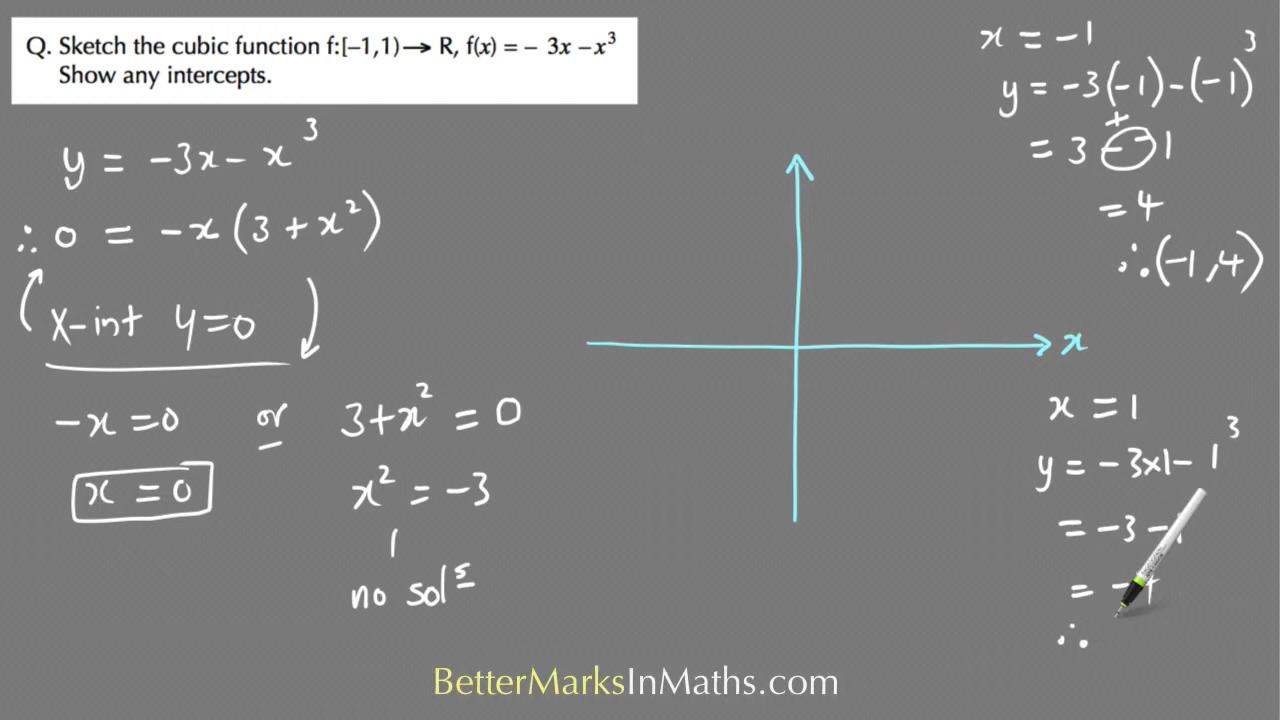 Q. Sketch the cubic function f:[−1,1)→ R, f(x) = − 3x −x³
Show any intercepts.
y = -3x - x³
∴ 0 = -x (3 + x²)
X-int y=0
-x = 0 or 3+x² = 0
x = 0
x² = -3
no solˢ
x
x = -1
y = -3(-1) - (-1)³
= 3 - - 1
+
= 4
∴ (-1, 4)
x = 1
y = -3×1 - 1³
= -3 -
= -
∴
BetterMarksInMaths.com